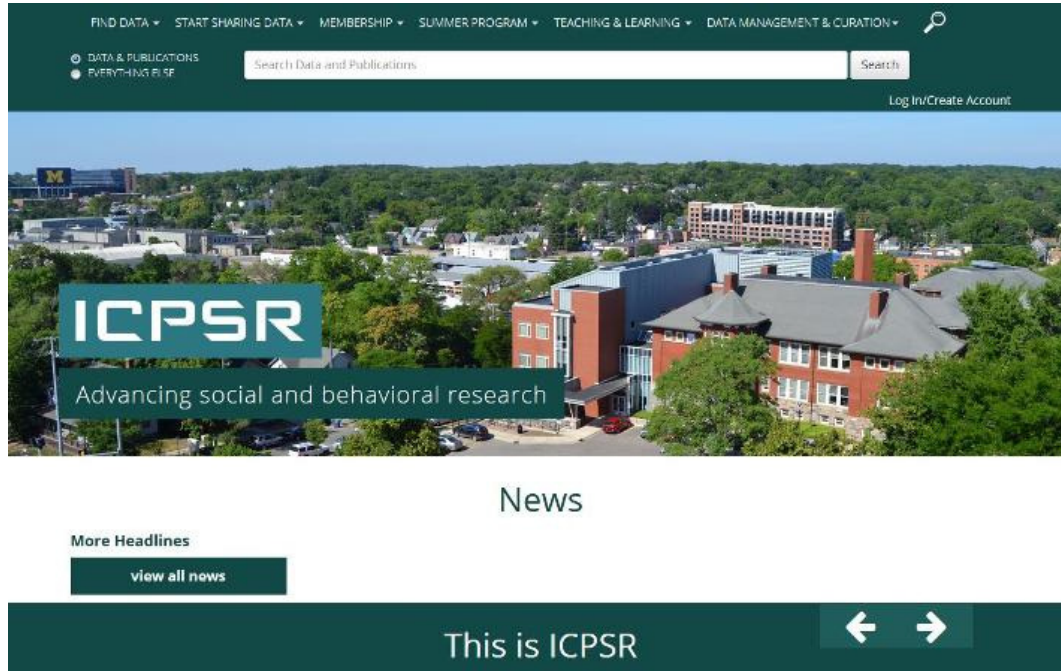 FIND DATA START SHARING DATA MEMBERSHIP SUMMER PROGRAM TEACHING & LEARNING DATA MANAGEMENT & CURATION
DATA & PUBLICATIONS
EVERYTHING ELSE
Search Data and Publications
Search
Log In/Create Account
M
ICPSR
Advancing social and behavioral research
News
More Headlines
view all news
This is ICPSR